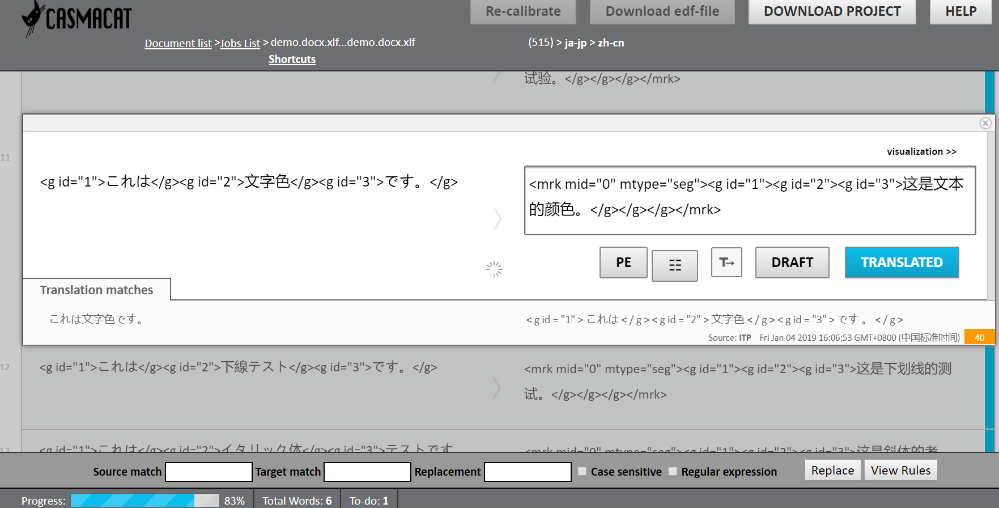 CASMACAT
Re-calibrate
Download edf-file
DOWNLOAD PROJECT
HELP
Document list >Jobs List > demo.docx.xlf...demo.docx.xlf
(515) > ja-jp > zh-cn
Shortcuts
试验。</g></g></g></mrk>
11
visualization >>
<g id="1">これは</g><g id="2">文字色</g><g id="3">です。</g>
<mrk mid="0" mtype="seg"><g id="1"><g id="2"><g id="3">这是文本
的颜色。</g></g></g></mrk>
PE
T→
DRAFT
TRANSLATED
Translation matches
これは文字色です。
< g id = "1" > これは < / g > < g id = "2" > 文字色 < / g > < g id = "3" > です 。 < / g >
Source: ITP Fri Jan 04 2019 16:06:53 GMT+0800 (中国标准时间) 40
12
<g id="1">これは</g><g id="2">下線テスト</g><g id="3">です。</g>
<mrk mid="0" mtype="seg"><g id="1"><g id="2"><g id="3">这是下划线的测
试。</g></g></g></mrk>
13
<g id="1">これは</g><g id="2">イタリック体</g><g id="3">テストです
<mrk mid="0" mtype="seg"><g id="1"><g id="2"><g id="3">这是斜体的考
Source match
Target match
Replacement
Case sensitive
Regular expression
Replace
View Rules
Progress:
83%
Total Words: 6
To-do: 1